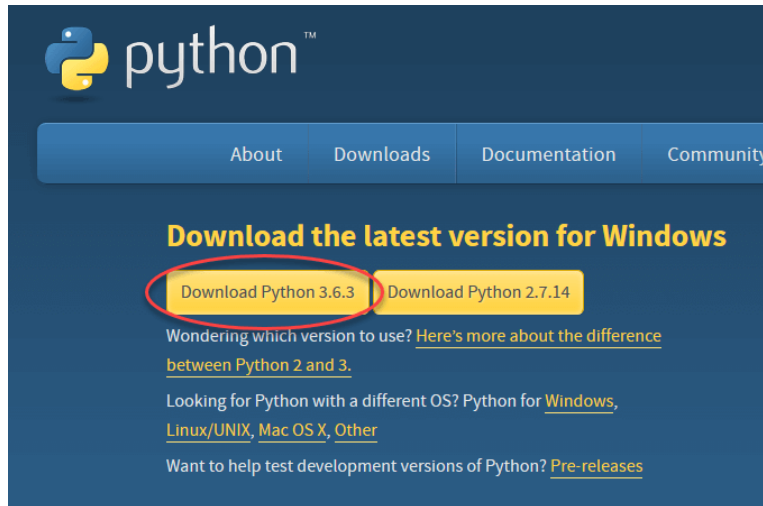 python™
About Downloads Documentation Community
Download the latest version for Windows
Download Python 3.6.3 Download Python 2.7.14
Wondering which version to use? Here's more about the difference
between Python 2 and 3.
Looking for Python with a different OS? Python for Windows,
Linux/UNIX, Mac OS X, Other
Want to help test development versions of Python? Pre-releases